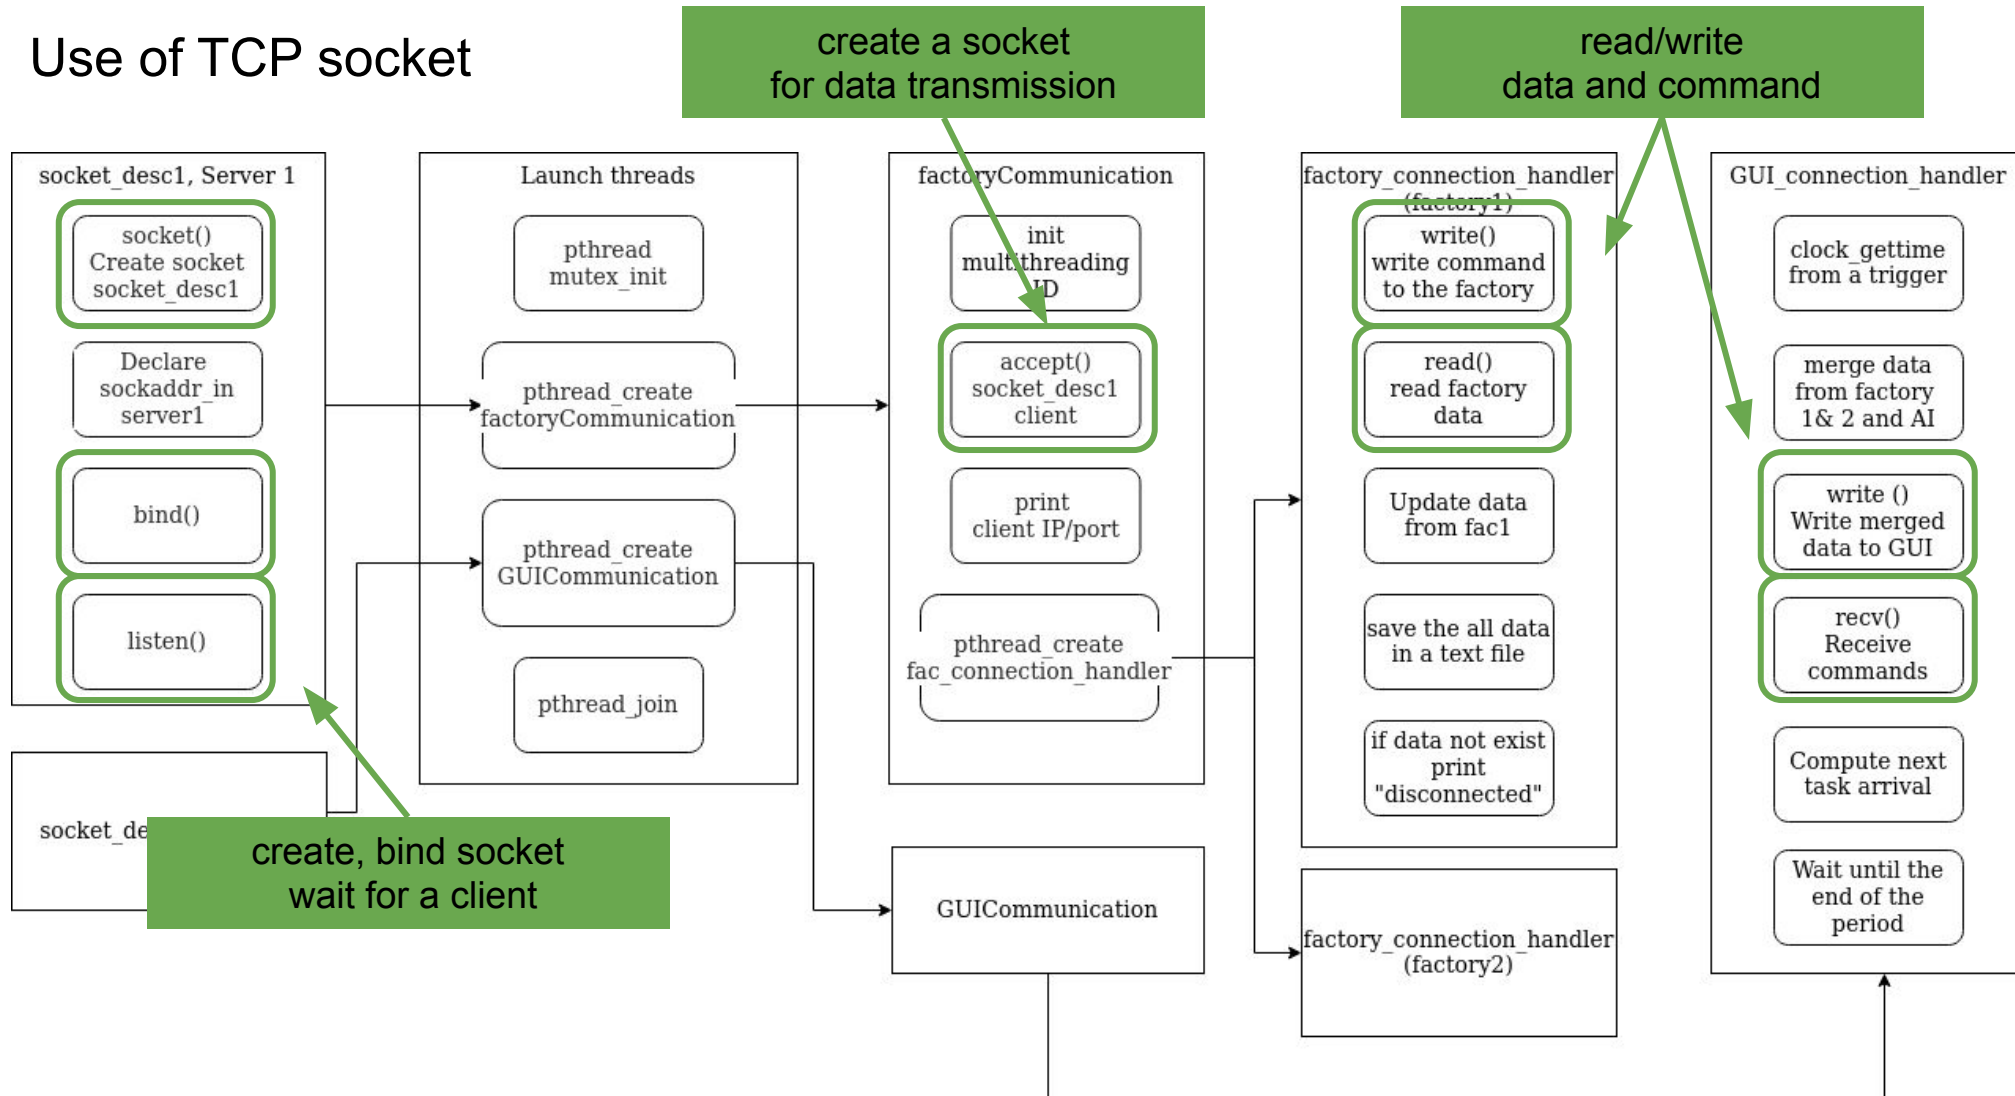 Use of TCP socket
create a socket
for data transmission
read/write
data and command
socket_desc1, Server 1
socket()
Create socket
socket_desc1
Declare
sockaddr_in
server1
bind()
listen()
socket_de
create, bind socket
wait for a client
Launch threads
pthread
mutex_init
pthread_create
factoryCommunication
pthread_create
GUICommunication
pthread_join
factoryCommunication
init
multithreading
ID
accept()
socket_desc1
client
print
client IP/port
pthread_create
fac_connection_handler
GUICommunication
factory_connection_handler
(factory1)
write()
write command
to the factory
read()
read factory
data
Update data
from fac1
save the all data
in a text file
if data not exist
print
"disconnected"
factory_connection_handler
(factory2)
GUI_connection_handler
clock_gettime
from a trigger
merge data
from factory
1& 2 and AI
write ()
Write merged
data to GUI
recv()
Receive
commands
Compute next
task arrival
Wait until the
end of the
period